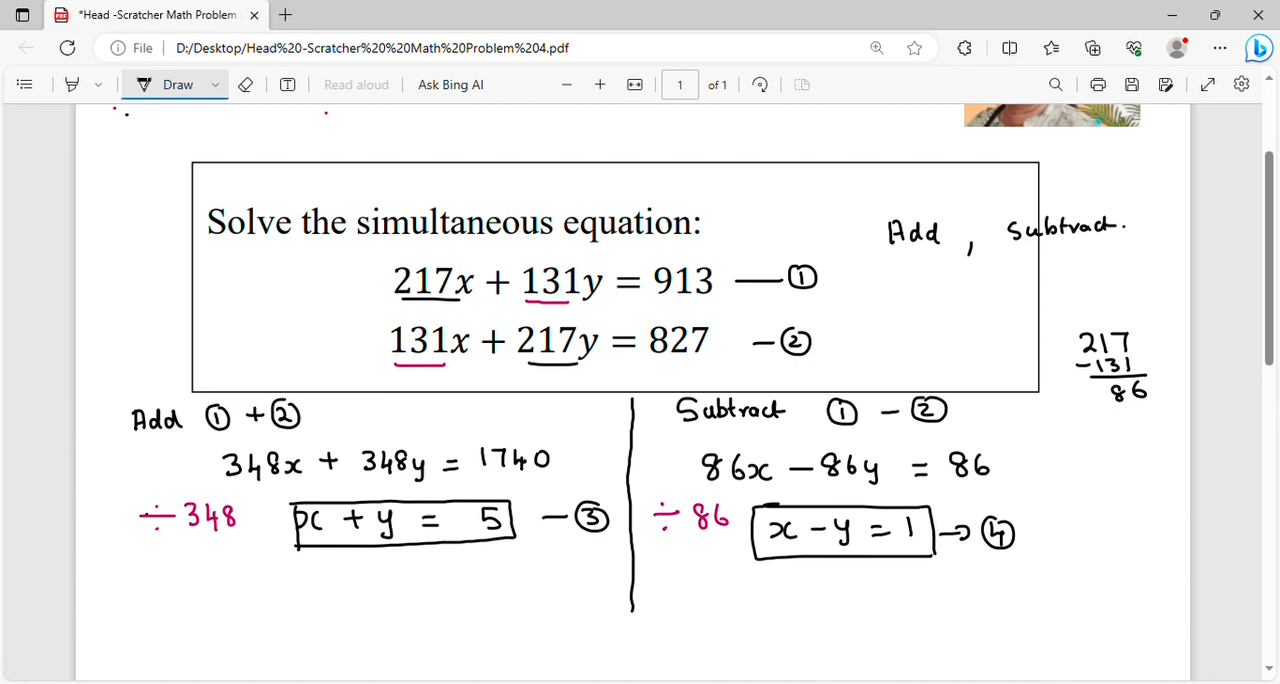 *Head -Scratcher Math Problem
File D:/Desktop/Head%20-Scratcher%20%20Math%20Problem%204.pdf
Draw Read aloud Ask Bing AI 1 of 1
Solve the simultaneous equation:
Add , Subtract.
217x + 131y = 913 —①
131x + 217y = 827 –②
217
-131
86
Add ① + ②
348x + 348y = 1740
÷ 348 x + y = 5 –③
Subtract ① – ②
86x – 86y = 86
÷ 86 x – y = 1 → ④